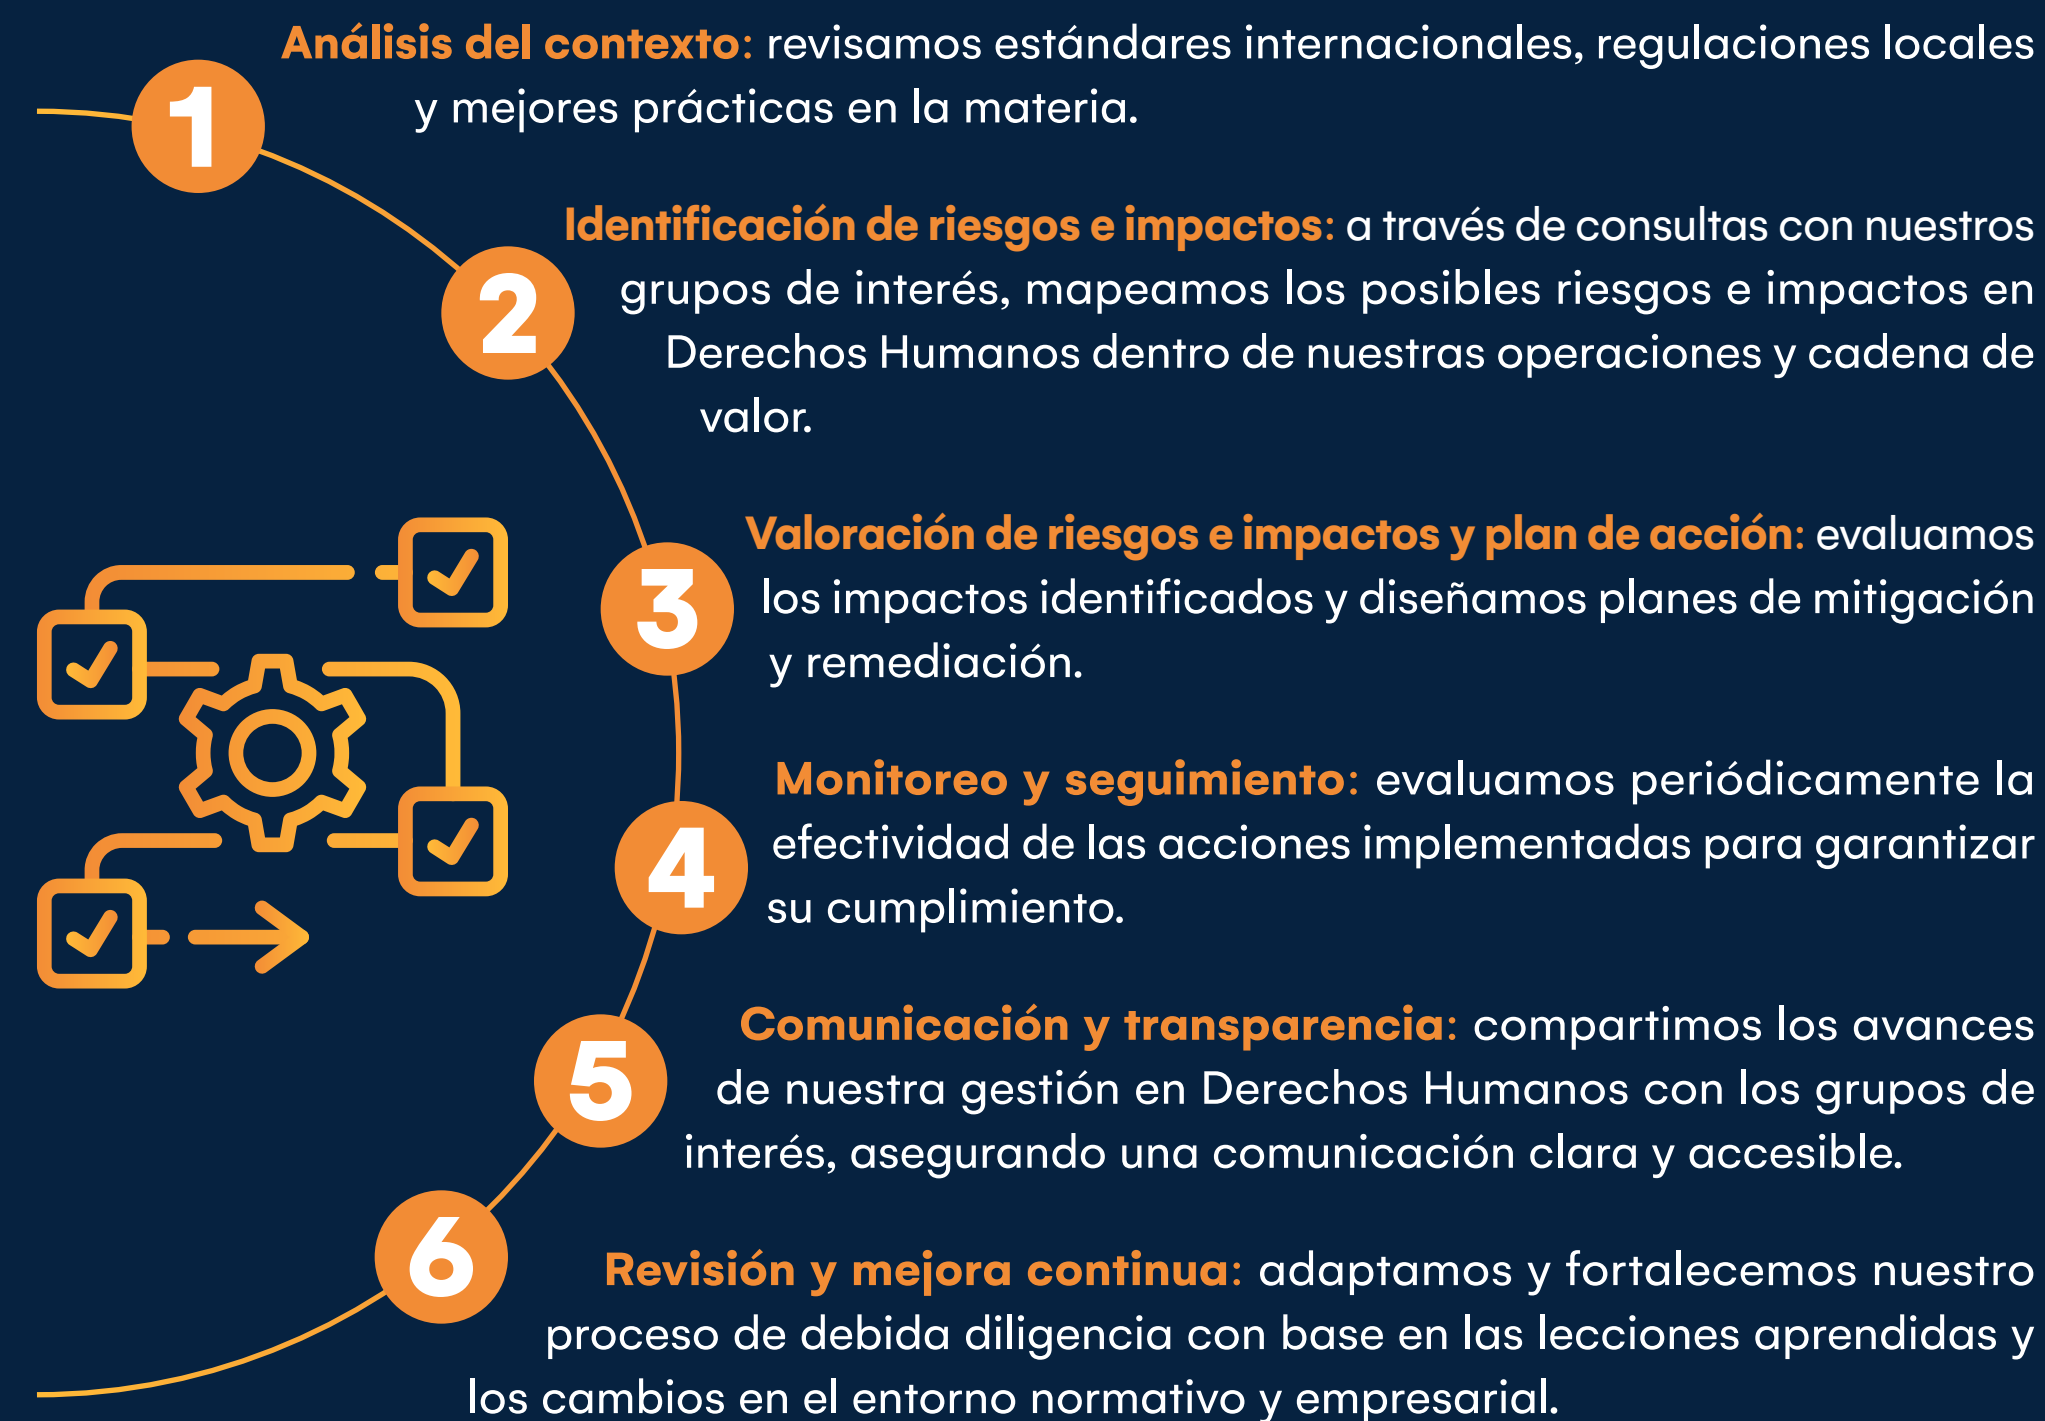 1
Análisis del contexto: revisamos estándares internacionales, regulaciones locales
y mejores prácticas en la materia.
2
Identificación de riesgos e impactos: a través de consultas con nuestros
grupos de interés, mapeamos los posibles riesgos e impactos en
Derechos Humanos dentro de nuestras operaciones y cadena de
valor.
3
Valoración de riesgos e impactos y plan de acción: evaluamos
los impactos identificados y diseñamos planes de mitigación
y remediación.
4
Monitoreo y seguimiento: evaluamos periódicamente la
efectividad de las acciones implementadas para garantizar
su cumplimiento.
5
Comunicación y transparencia: compartimos los avances
de nuestra gestión en Derechos Humanos con los grupos de
interés, asegurando una comunicación clara y accesible.
6
Revisión y mejora continua: adaptamos y fortalecemos nuestro
proceso de debida diligencia con base en las lecciones aprendidas y
los cambios en el entorno normativo y empresarial.